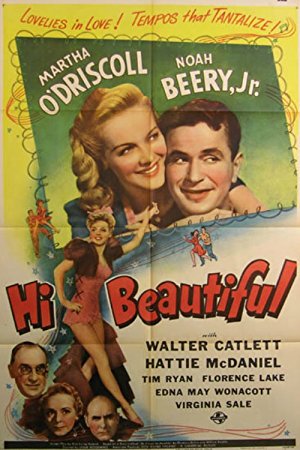 LOVELIES in LOVE! TEMPOS that TANTALIZE!
MARTHA
O'DRISCOLL
NOAH
BEERY, Jr.
Hi Beautiful
with
WALTER CATLETT
HATTIE McDANIEL
TIM RYAN FLORENCE LAKE
EDNA MAY WONACOTT
VIRGINIA SALE